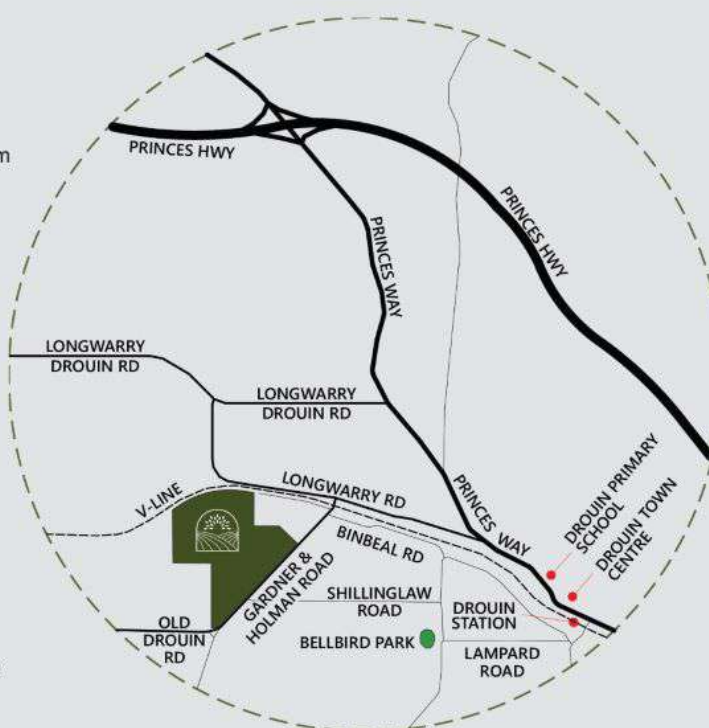 m
PRINCES HWY
PRINCES HWY
PRINCES WAY
LONGWARRY
DROUIN RD
LONGWARRY
DROUIN RD
V-LINE
LONGWARRY RD
PRINCES WAY
BINBEAL RD
DROUIN PRIMARY
SCHOOL
DROUIN TOWN
CENTRE
GARDNER &
HOLMAN ROAD
SHILLINGLAW
ROAD
DROUIN
STATION
OLD
DROUIN
RD
BELLBIRD PARK
LAMPARD
ROAD